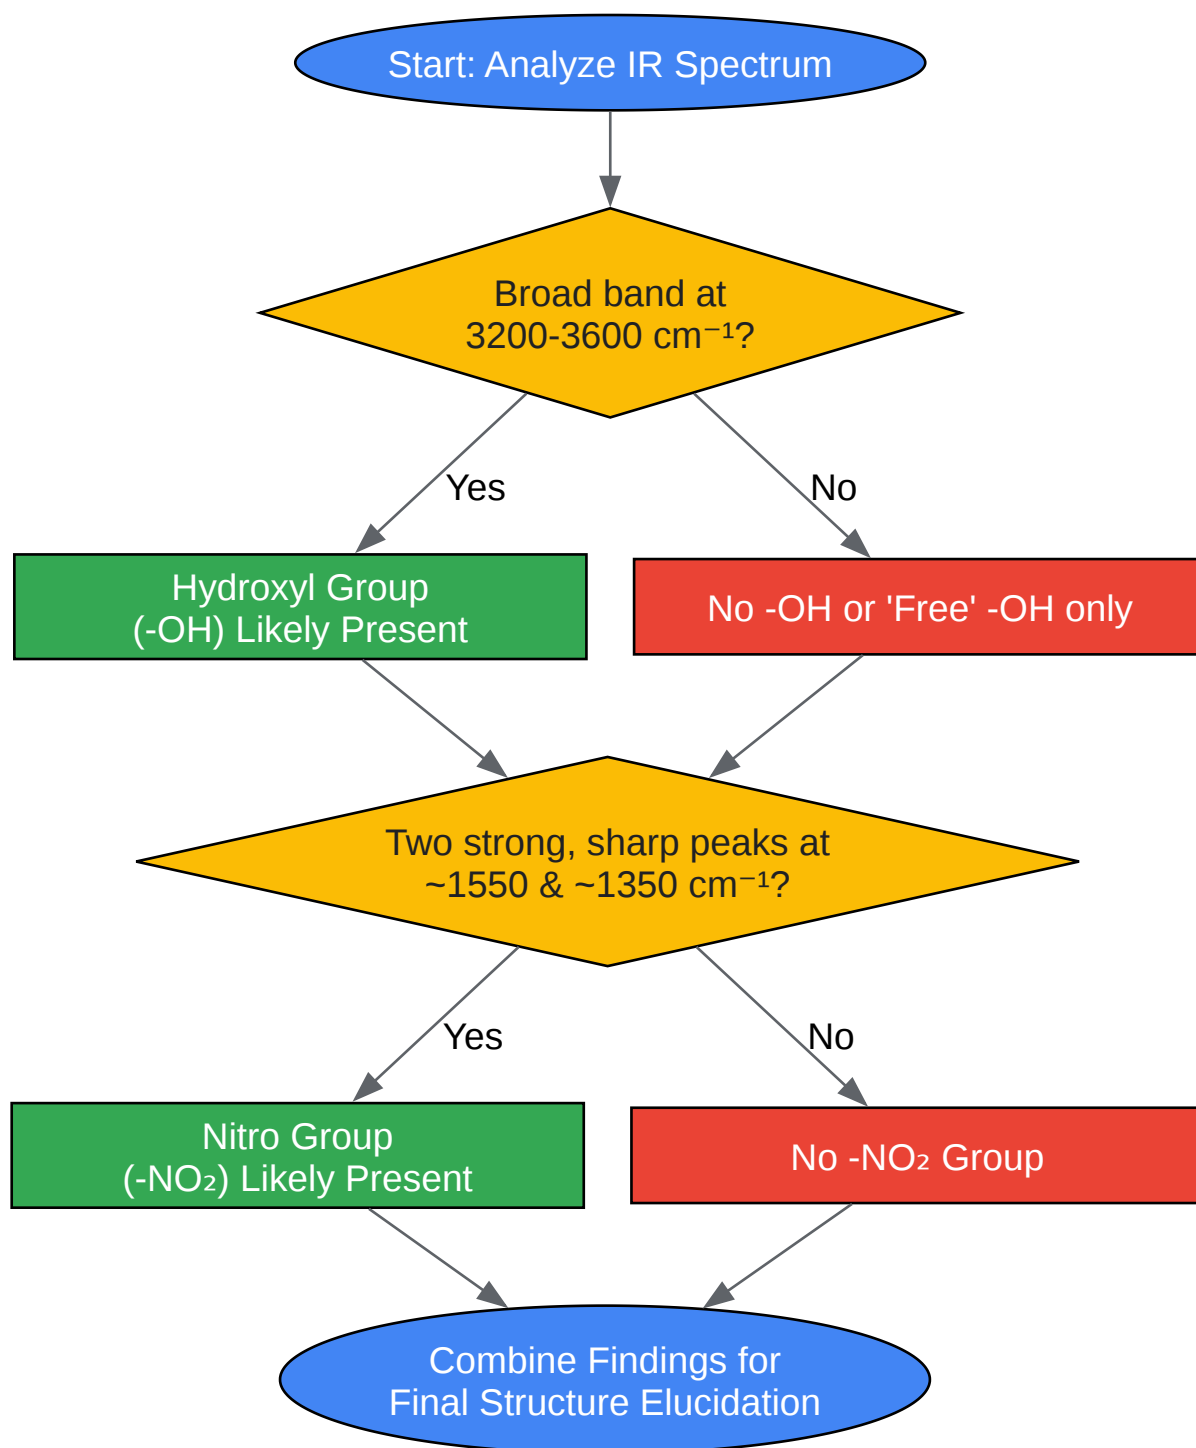 Start: Analyze IR Spectrum
Broad band at
3200-3600 cm⁻¹?
Yes
No
Hydroxyl Group
(-OH) Likely Present
No -OH or 'Free' -OH only
Two strong, sharp peaks at
~1550 & ~1350 cm⁻¹?
Yes
No
Nitro Group
(-NO₂) Likely Present
No -NO₂ Group
Combine Findings for
Final Structure Elucidation